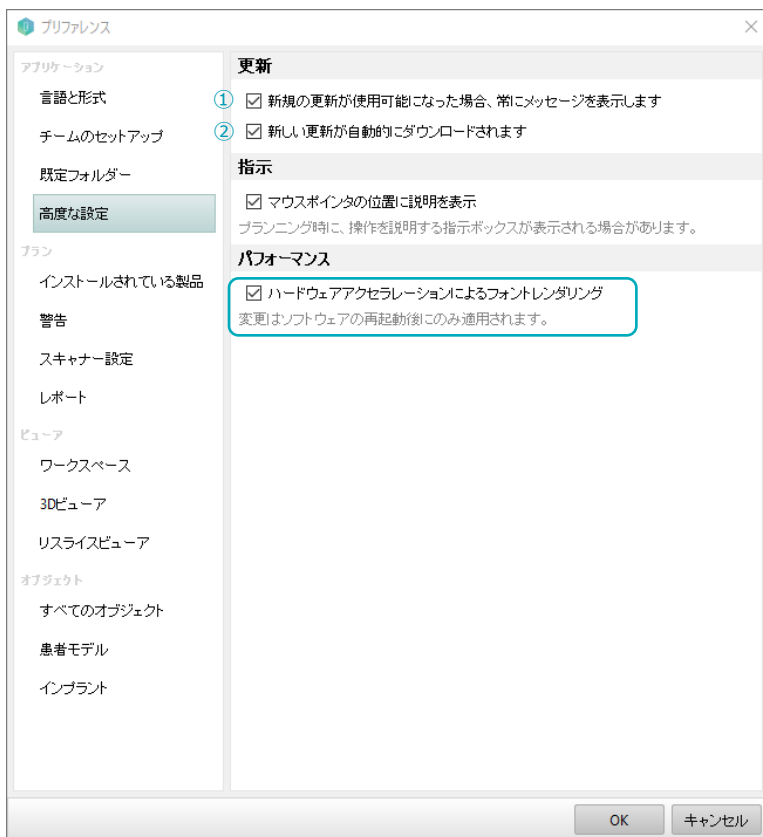 プリファレンス
アプリケーション
言語と形式
チームのセットアップ
既定フォルダー
高度な設定
プラン
インストールされている製品
警告
スキャナー設定
レポート
ビューア
ワークスペース
3Dビューア
リスライスビューア
オブジェクト
すべてのオブジェクト
患者モデル
インプラント
更新
① 新規の更新が使用可能になった場合、常にメッセージを表示します
② 新しい更新が自動的にダウンロードされます
指示
マウスポインタの位置に説明を表示
プランニング時に、操作を説明する指示ボックスが表示される場合があります。
パフォーマンス
ハードウェアアクセラレーションによるフォントレンダリング
変更はソフトウェアの再起動後にのみ適用されます。
OK
キャンセル